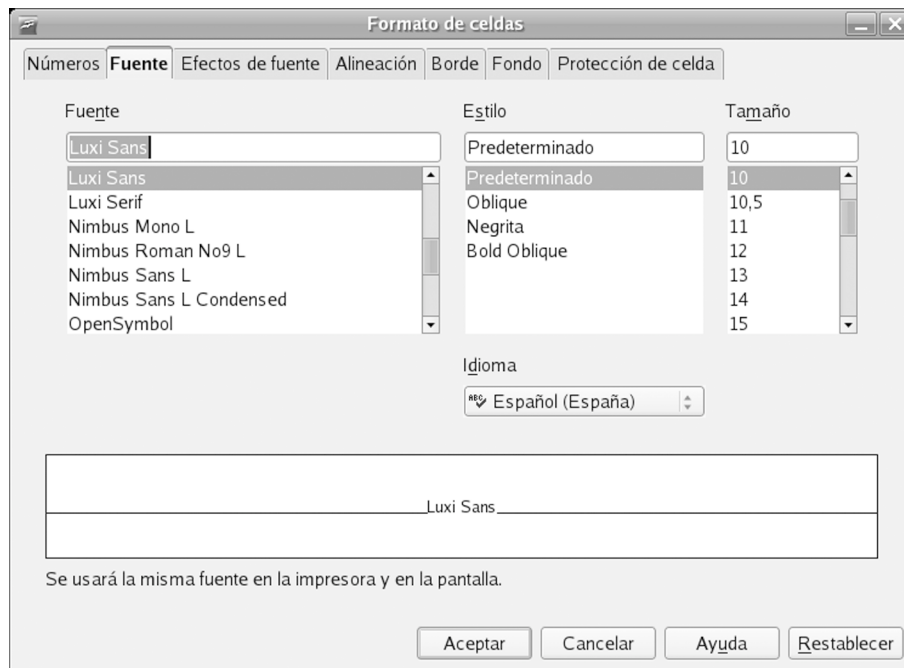 Formato de celdas
Números Fuente Efectos de fuente Alineación Borde Fondo Protección de celda
Fuente Estilo Tamaño
Luxi Sans Predeterminado 10
Luxi Sans Predeterminado 10
Luxi Serif Oblique 10,5
Nimbus Mono L Negrita 11
Nimbus Roman No9 L Bold Oblique 12
Nimbus Sans L 13
Nimbus Sans L Condensed 14
OpenSymbol 15
Idioma
ABC Español (España)
Luxi Sans
Se usará la misma fuente en la impresora y en la pantalla.
Aceptar Cancelar Ayuda Restablecer